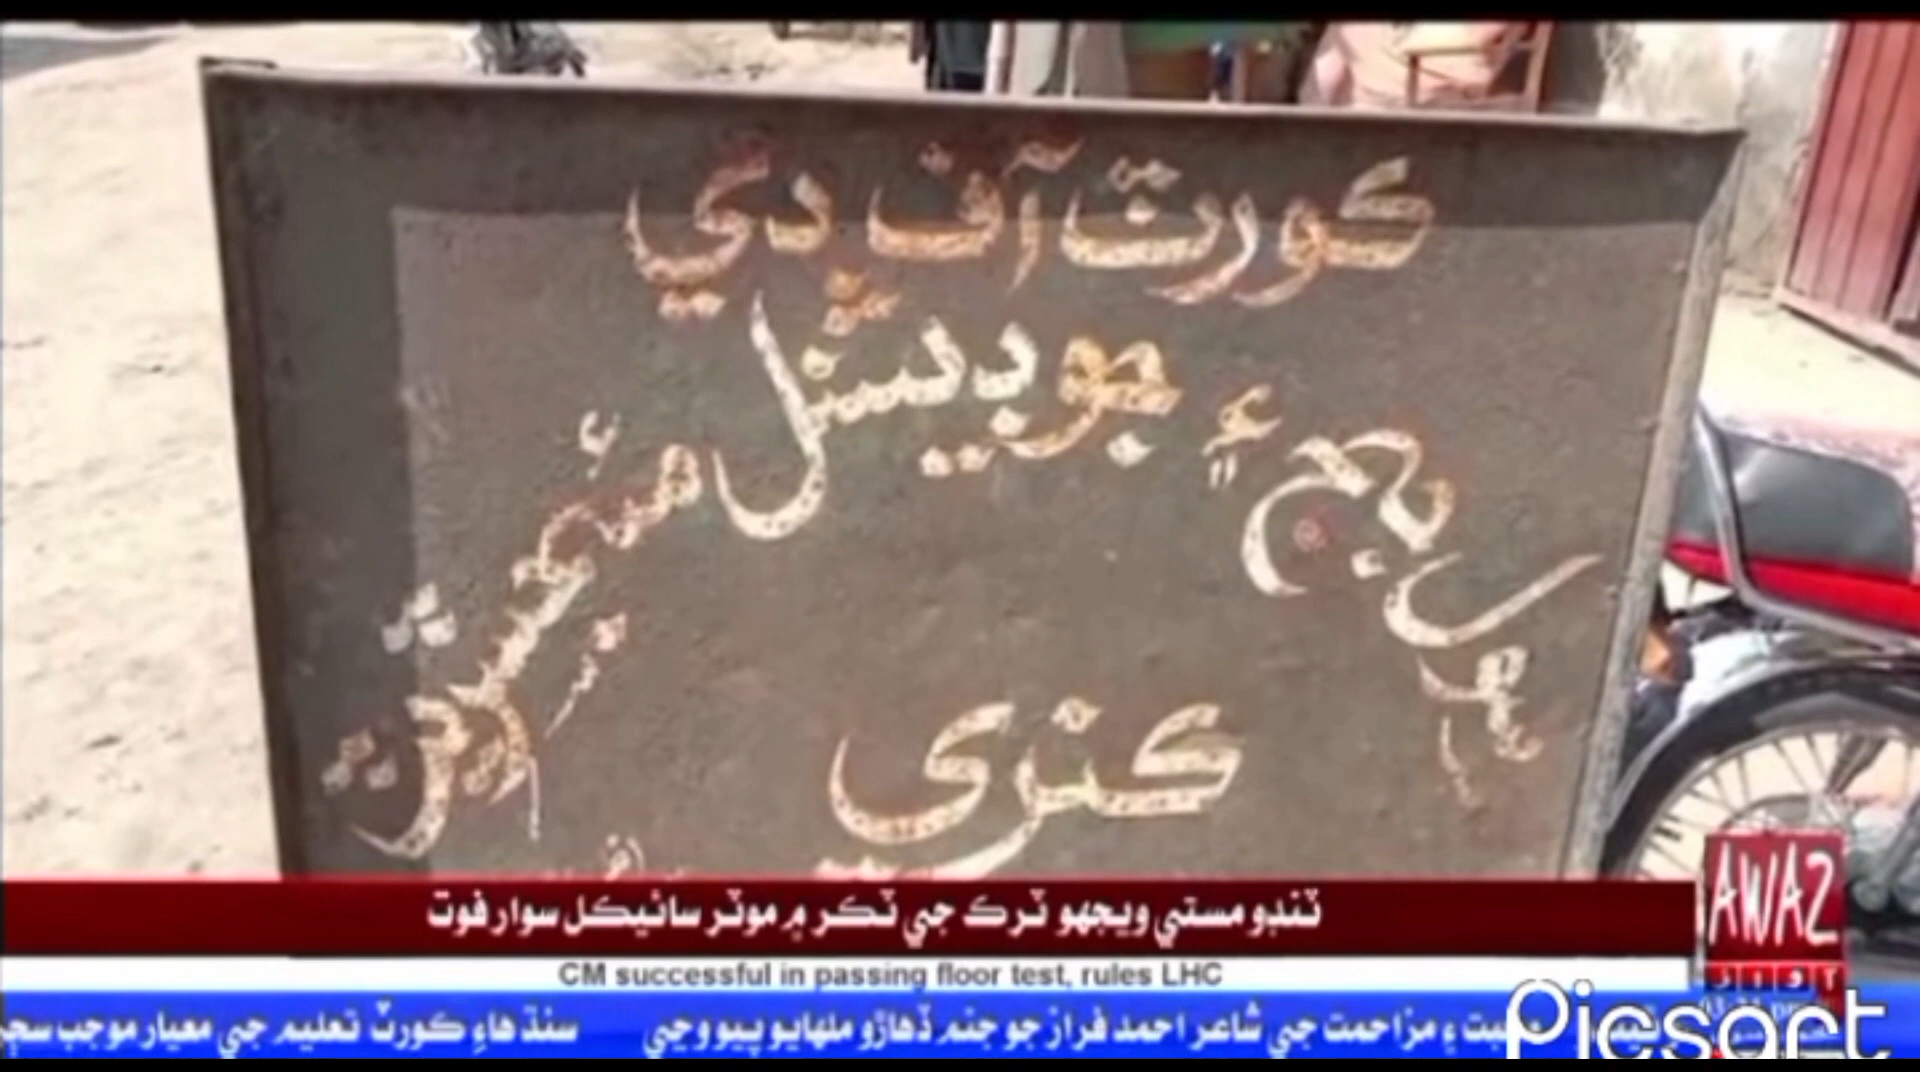 ڪورٽ آف دي
سول جج ۽ جوڊيشل مئجسٽريٽ
ڪنري
ٽنڊو مستي ويجهو ٽرڪ جي ٽڪر ۾ موٽر سائيڪل سوار فوت
AWAZ
آواز
CM successful in passing floor test, rules LHC
۽ مزاحمت جي شاعر احمد فراز جو جنم ڏهاڙو ملهايو پيو وڃي
سنڌ هاءِ ڪورٽ تعليم جي معيار موجب
Picsart